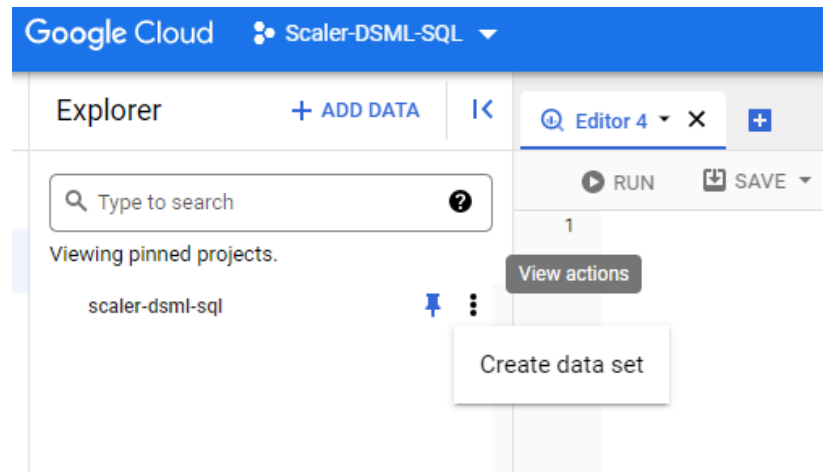 Google Cloud Scaler-DSML-SQL
Explorer + ADD DATA
Editor 4
RUN SAVE
Type to search
1
Viewing pinned projects.
View actions
scaler-dsml-sql
Create data set